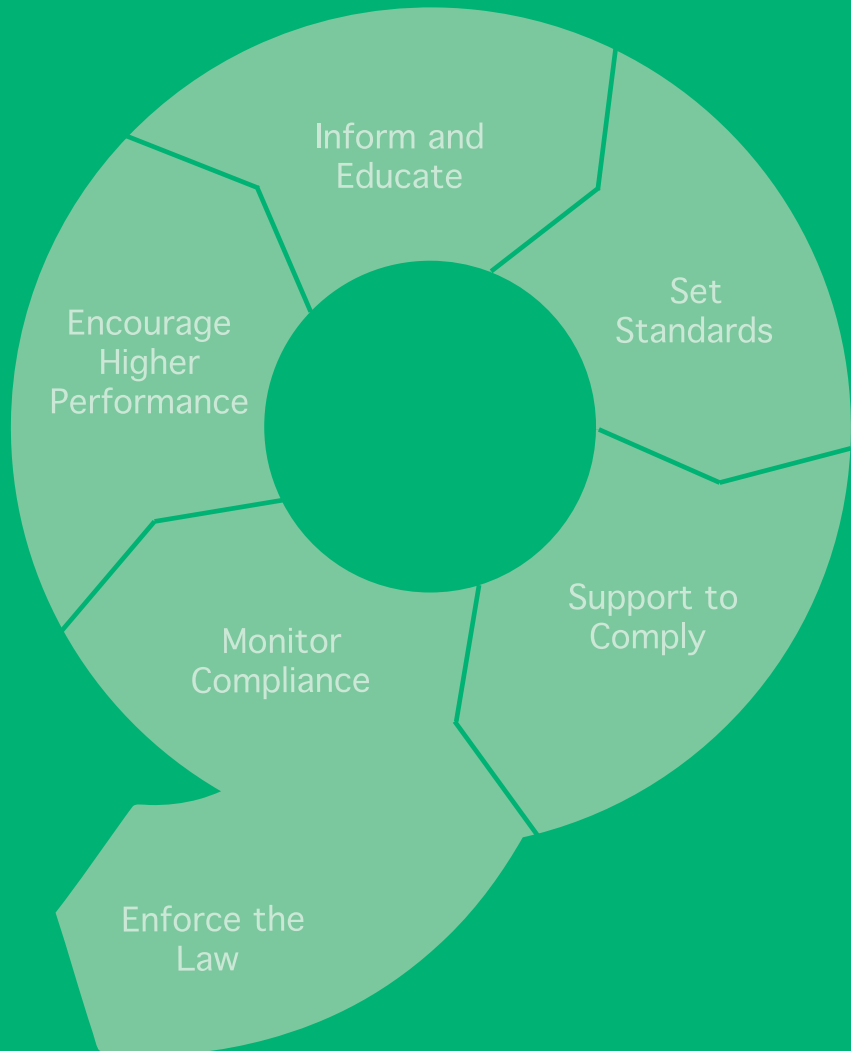 Inform and
Educate
Set
Standards
Support to
Comply
Monitor
Compliance
Enforce the
Law
Encourage
Higher
Performance